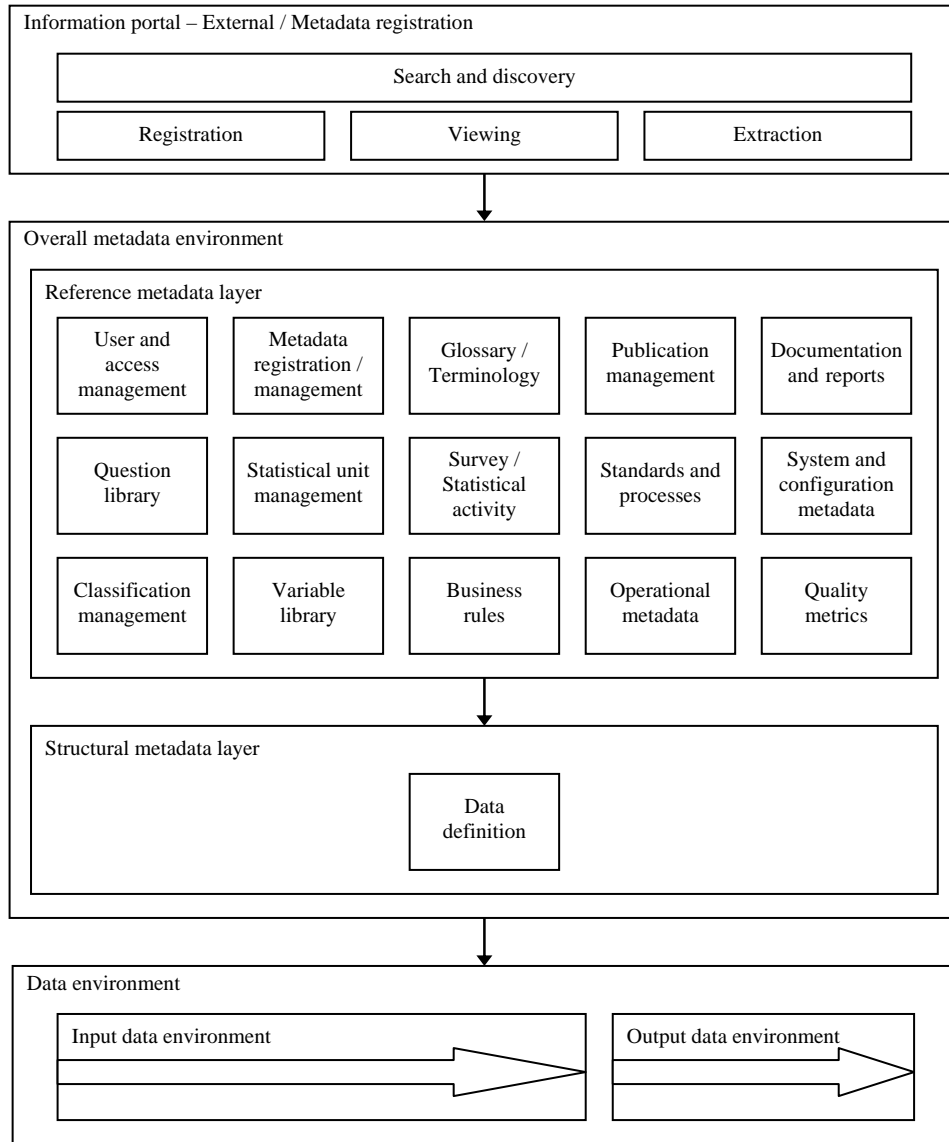 Information portal – External / Metadata registration
Search and discovery
Registration
Viewing
Extraction
Overall metadata environment
Reference metadata layer
User and
access
management
Metadata
registration /
management
Glossary /
Terminology
Publication
management
Documentation
and reports
Question
library
Statistical unit
management
Survey /
Statistical
activity
Standards and
processes
System and
configuration
metadata
Classification
management
Variable
library
Business
rules
Operational
metadata
Quality
metrics
Structural metadata layer
Data
definition
Data environment
Input data environment
Output data environment